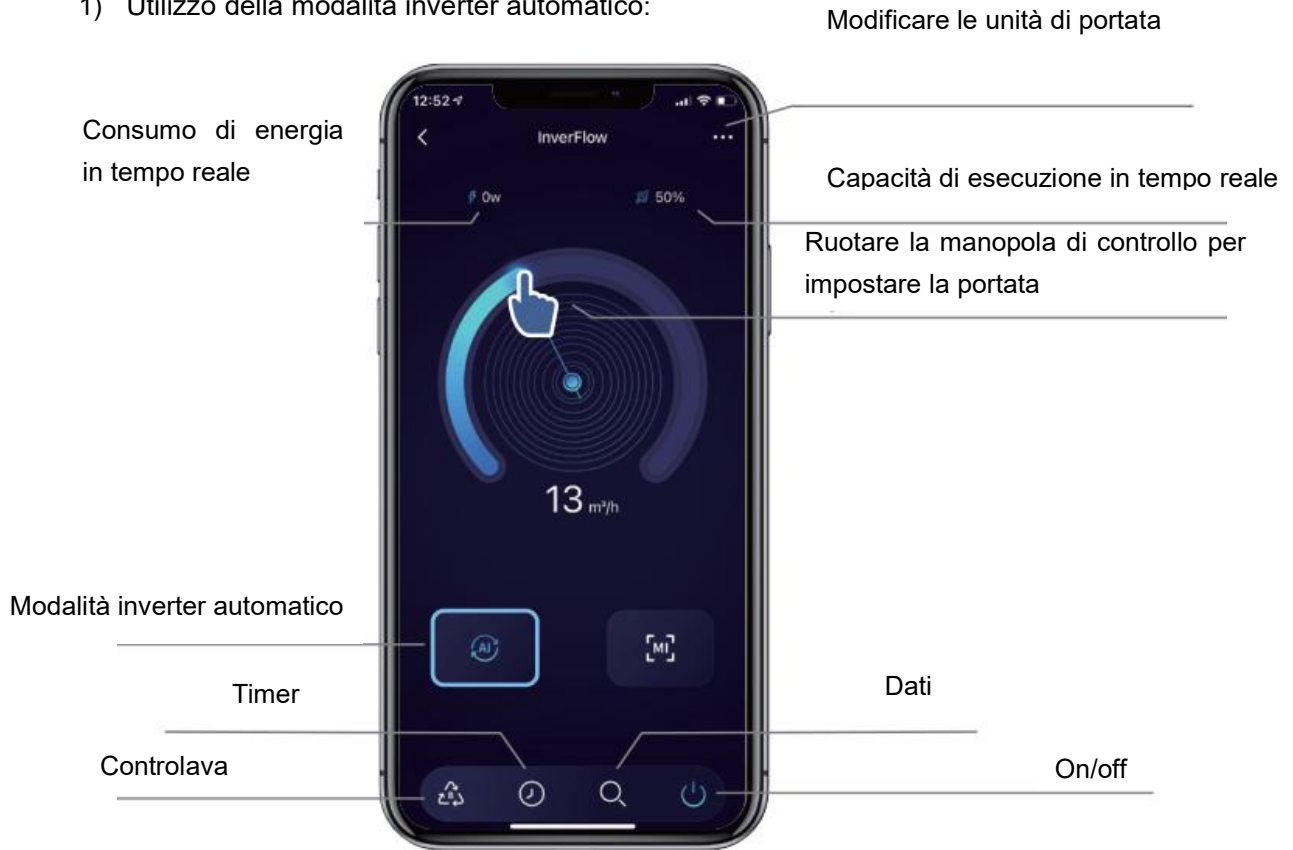 1) Utilizzo della modalità inverter automatico:
Modificare le unità di portata
12:52
Consumo di energia
in tempo reale
InverFlow
Capacità di esecuzione in tempo reale
0w
50%
Ruotare la manopola di controllo per
impostare la portata
13 m³/h
Modalità inverter automatico
AI
MI
Timer
Dati
Controlava
On/off